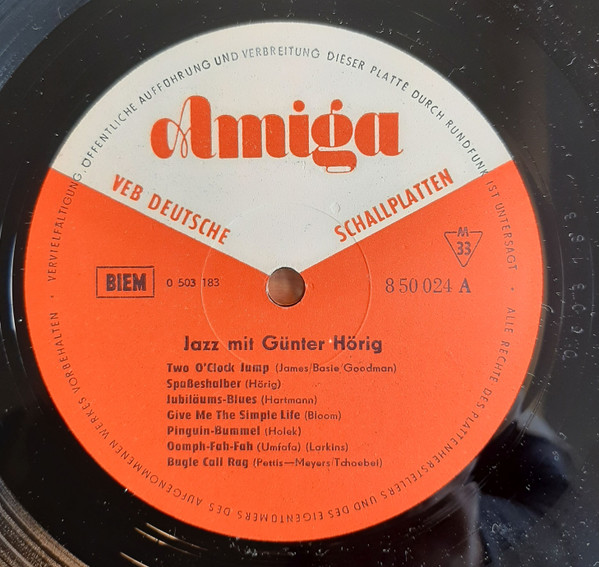 VERVIELFÄLTIGUNG, ÖFFENTLICHE AUFFÜHRUNG UND VERBREITUNG DIESER PLATTE DURCH RUNDFUNK IST UNTERSAGT · ALLE RECHTE DES PLATTENHERSTELLERS UND DES EIGENTÜMERS DES AUFGENOMMENEN WERKES VORBEHALTEN ·
Amiga
VEB DEUTSCHE SCHALLPLATTEN
M
33
BIEM 0 503 183
8 50 024 A
Jazz mit Günter Hörig
Two O'Clock Jump (James/Basie/Goodman)
Spaßeshalber (Hörig)
Jubiläums-Blues (Hartmann)
Give Me The Simple Life (Bloom)
Pinguin-Bummel (Holek)
Oomph-Fah-Fah (Umfafa) (Larkins)
Bugle Call Rag (Pettis—Meyers/Tchaebel)